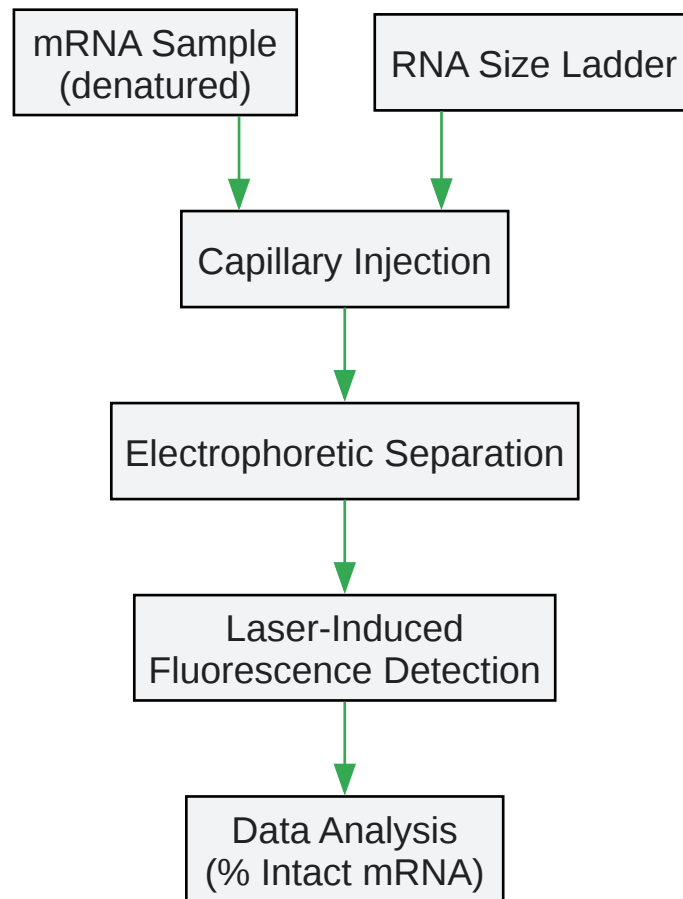 mRNA Sample
(denatured)
RNA Size Ladder
Capillary Injection
Electrophoretic Separation
Laser-Induced
Fluorescence Detection
Data Analysis
(% Intact mRNA)